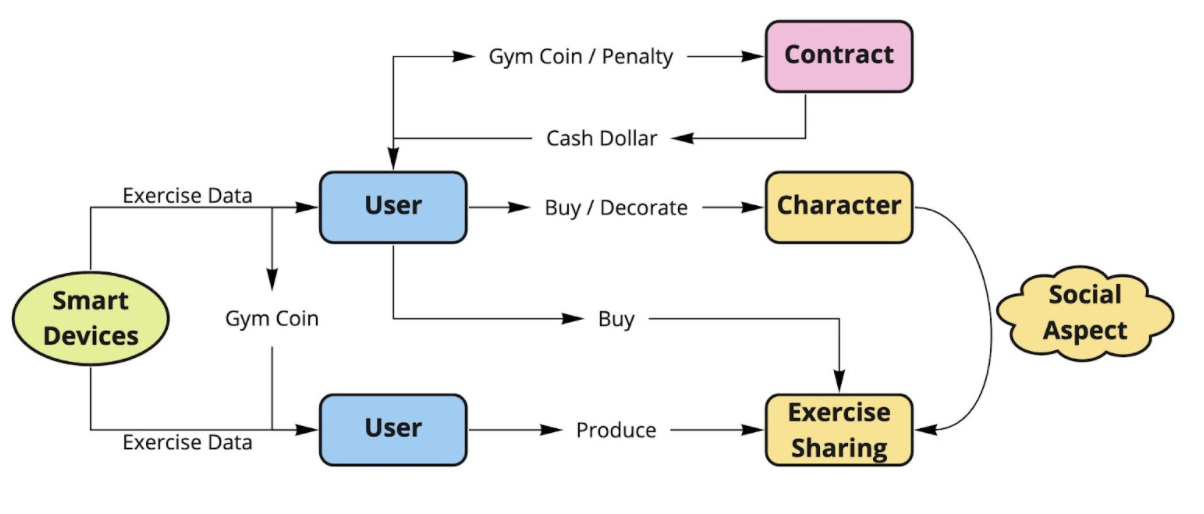 Gym Coin / Penalty
Contract
Cash Dollar
Exercise Data
User
Buy / Decorate
Character
Smart
Devices
Gym Coin
Buy
Social
Aspect
Exercise Data
User
Produce
Exercise
Sharing